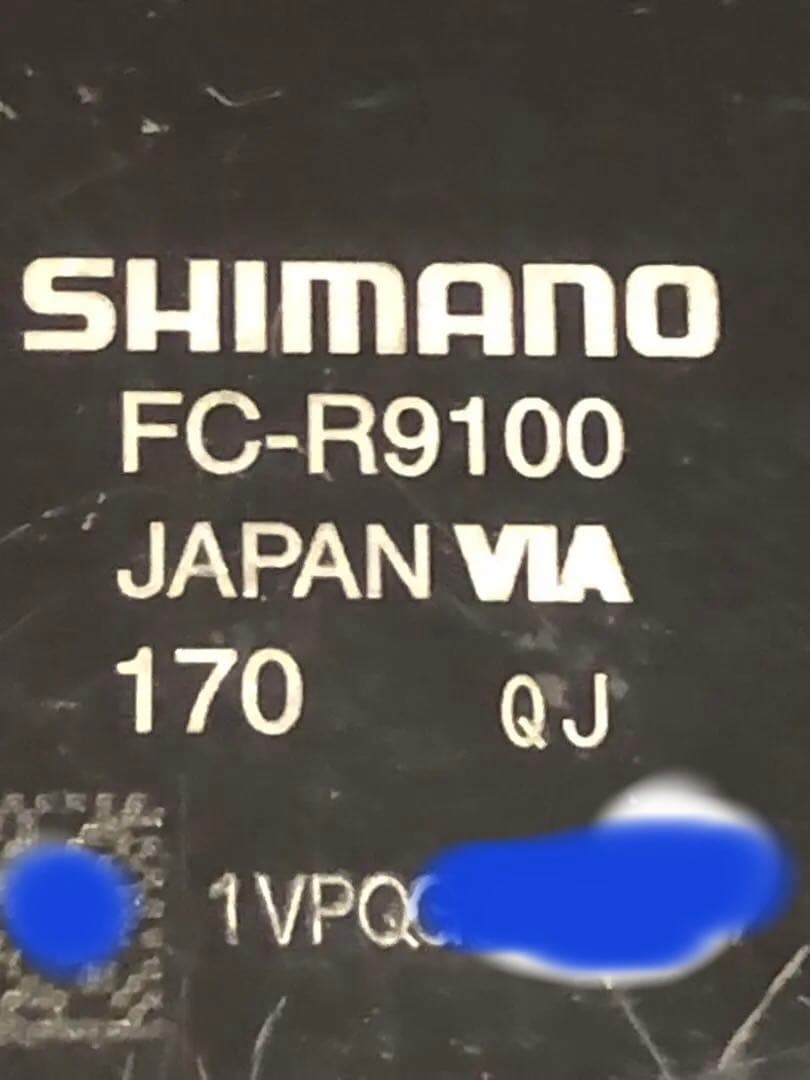 SHIMANO
FC-R9100
JAPAN VIA
170 QJ